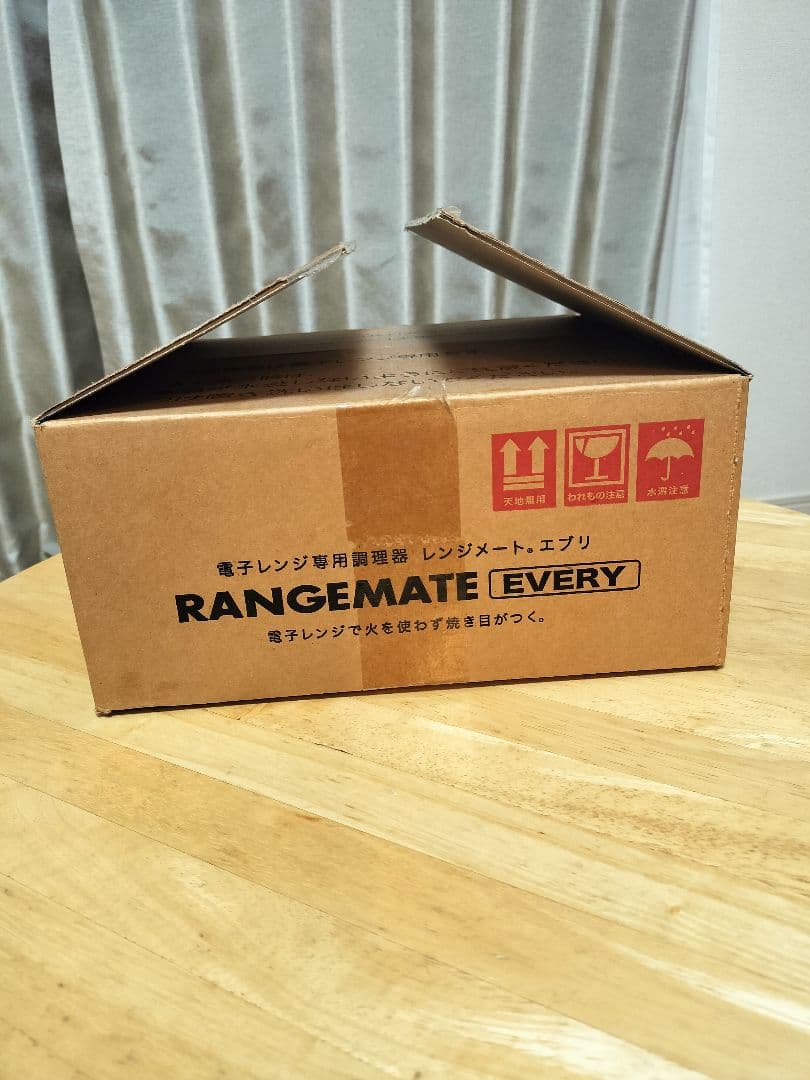 天地無用
われもの注意
水濡注意
電子レンジ専用調理器 レンジメート®エブリ
RANGEMATE EVERY
電子レンジで火を使わず焼き目がつく。